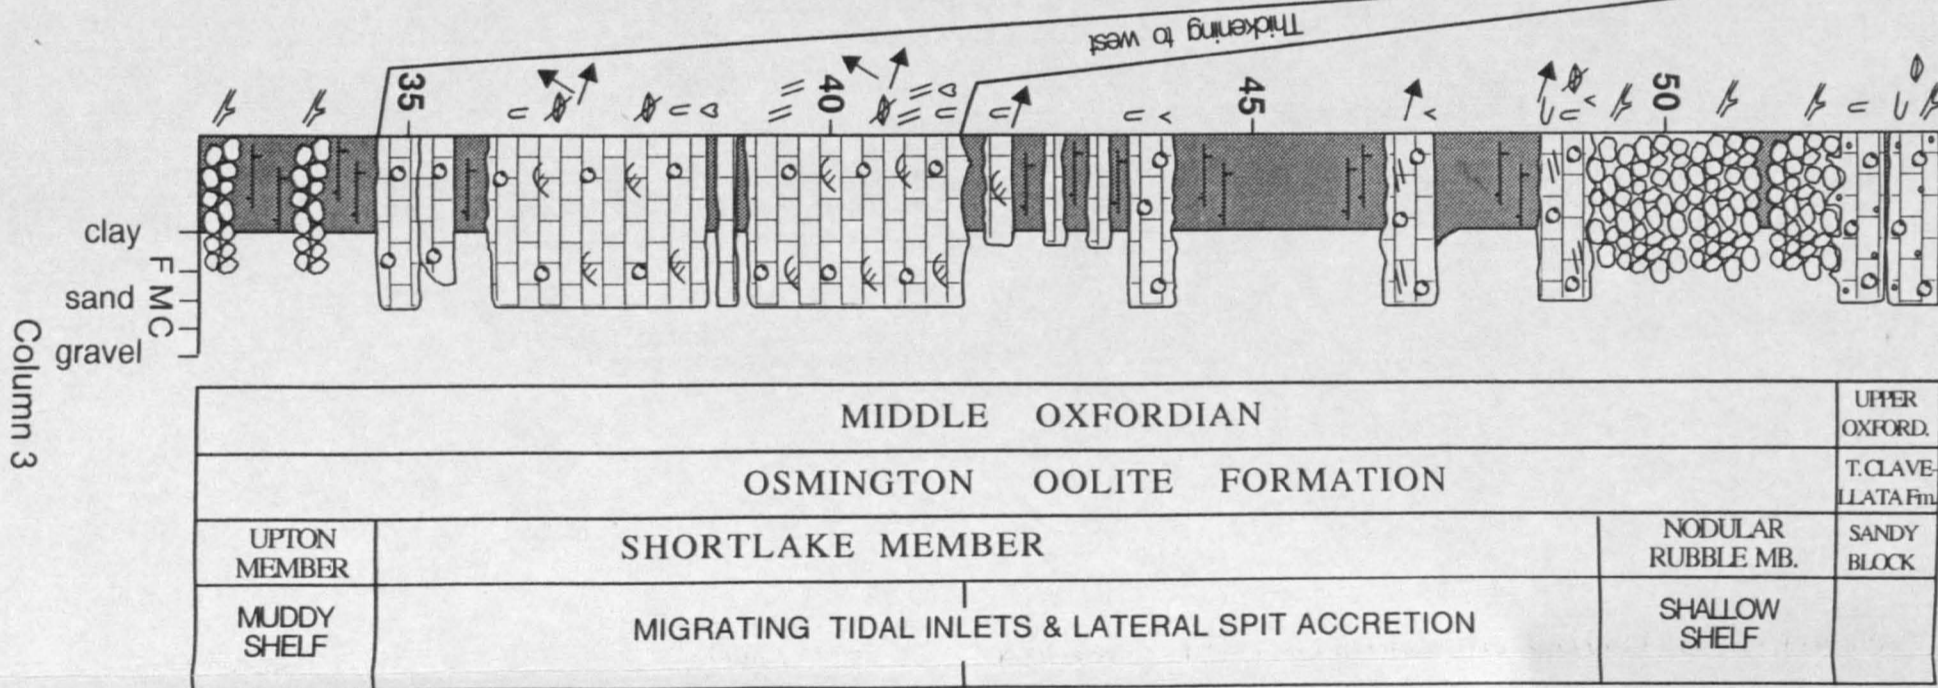 Thickening to west
35
40
45
50
clay
F
sand M
C
gravel
Column 3
MIDDLE OXFORDIAN
UPPER
OXFORD.
OSMINGTON OOLITE FORMATION
T.CLAVE-
LLATA Fm.
UPTON
MEMBER
SHORTLAKE MEMBER
NODULAR
RUBBLE MB.
SANDY
BLOCK
MUDDY
SHELF
MIGRATING TIDAL INLETS & LATERAL SPIT ACCRETION
SHALLOW
SHELF